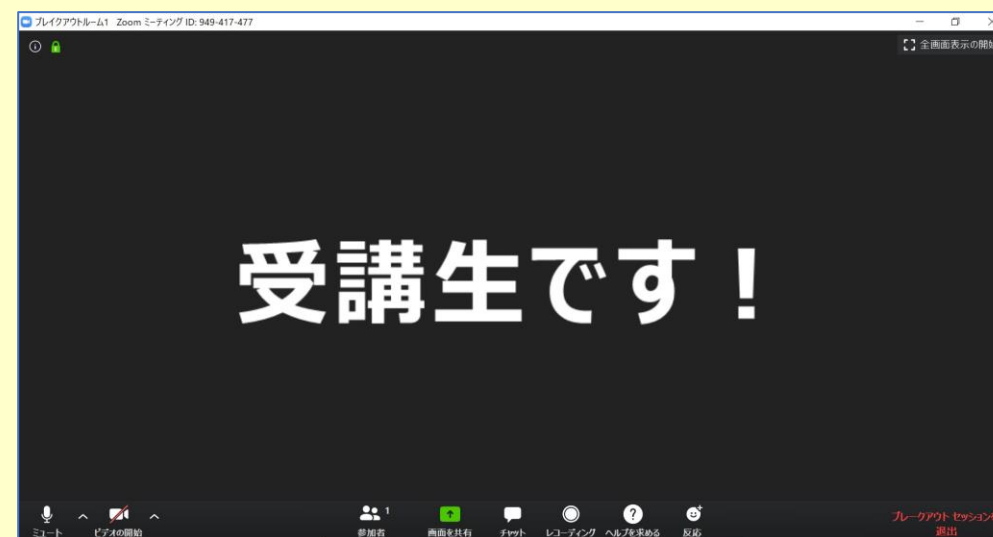 ブレイクアウトルーム1 Zoom ミーティング ID: 949-417-477
全画面表示の開始
受講生です！
ミュート
ビデオの開始
参加者 1
画面を共有
チャット
レコーディング
ヘルプを求める
反応
ブレークアウト セッションを
退出